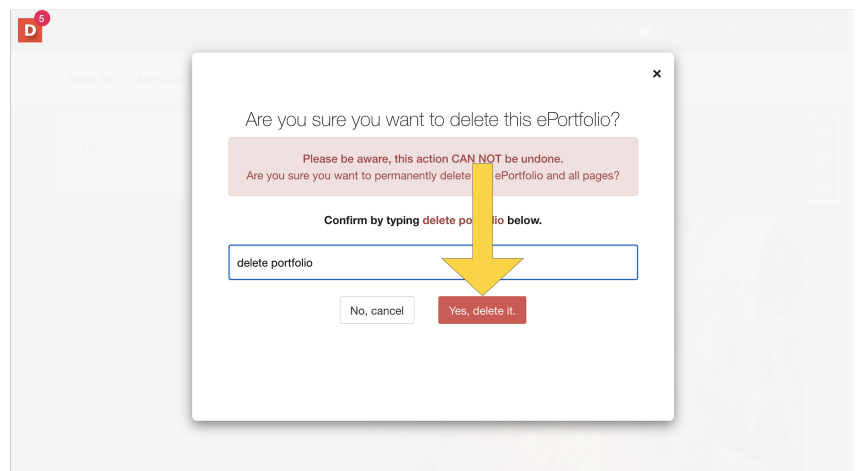 D
5
About Me
Hi
×
Are you sure you want to delete this ePortfolio?
Please be aware, this action CAN NOT be undone.
Are you sure you want to permanently delete ePortfolio and all pages?
Confirm by typing delete portfolio below.
delete portfolio
No, cancel
Yes, delete it.